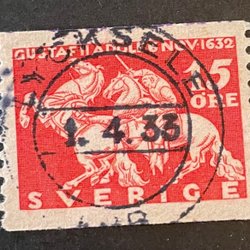 GUSTAF II ADOLF 6 NOV. 1632
15
ÖRE
SVERIGE
1. 4. 33